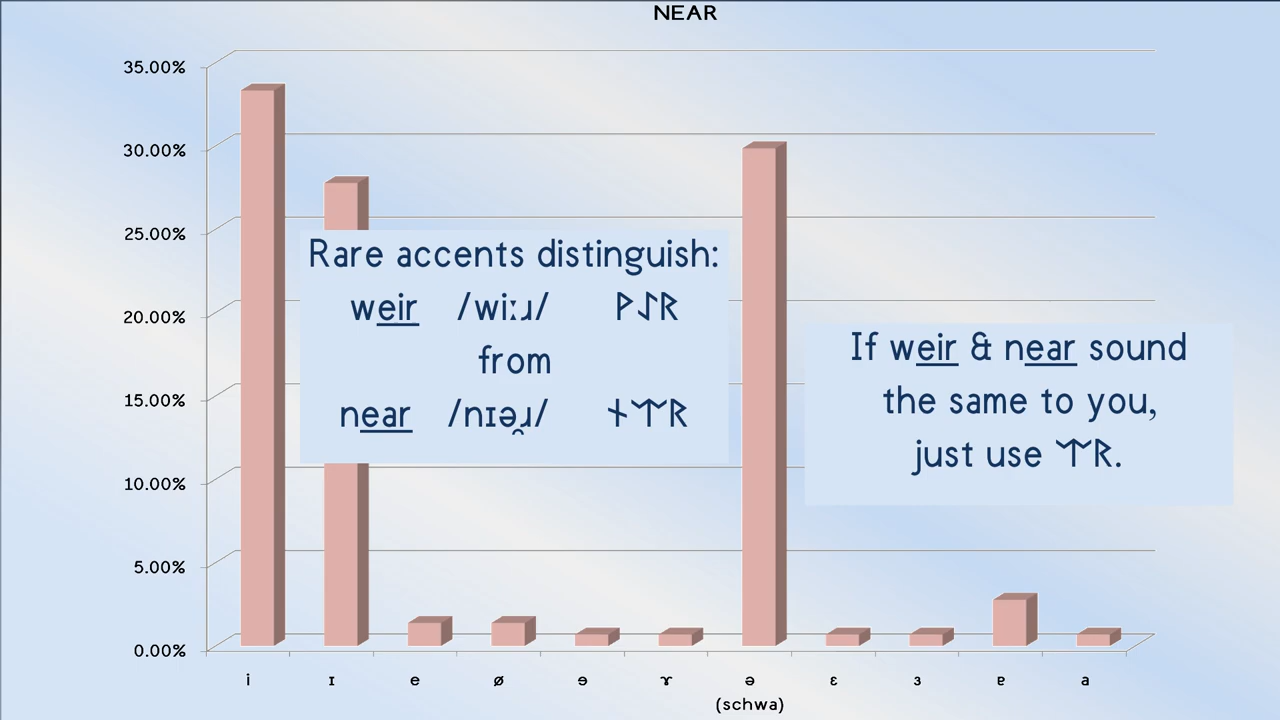 NEAR
35.00%
30.00%
25.00%
20.00%
15.00%
10.00%
5.00%
0.00%
Rare accents distinguish:
weir /wiːɹ/ ᚹᛇᚱ
from
near /nɪə̯ɹ/ ᚾᛠᚱ
If weir & near sound
the same to you,
just use ᛠᚱ.
i ɪ e ø ɘ ɤ ə ɛ ɜ ɐ a
(schwa)